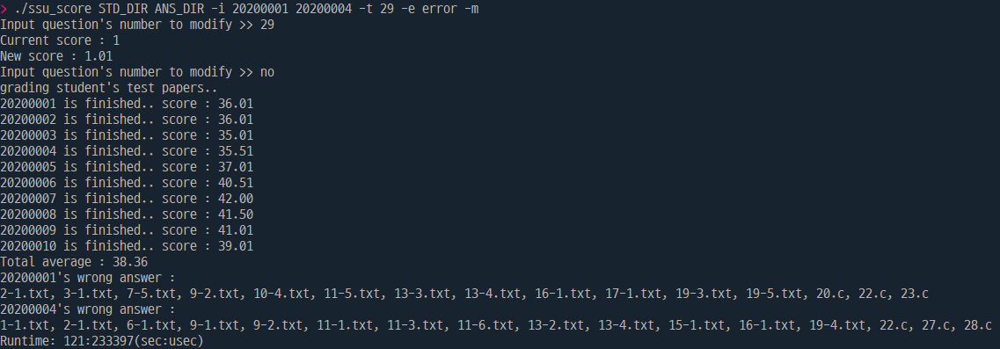 > ./ssu_score STD_DIR ANS_DIR -i 20200001 20200004 -t 29 -e error -m
Input question's number to modify >> 29
Current score : 1
New score : 1.01
Input question's number to modify >> no
grading student's test papers..
20200001 is finished.. score : 36.01
20200002 is finished.. score : 36.01
20200003 is finished.. score : 35.01
20200004 is finished.. score : 35.51
20200005 is finished.. score : 37.01
20200006 is finished.. score : 40.51
20200007 is finished.. score : 42.00
20200008 is finished.. score : 41.50
20200009 is finished.. score : 41.01
20200010 is finished.. score : 39.01
Total average : 38.36
20200001's wrong answer :
2-1.txt, 3-1.txt, 7-5.txt, 9-2.txt, 10-4.txt, 11-5.txt, 13-3.txt, 13-4.txt, 16-1.txt, 17-1.txt, 19-3.txt, 19-5.txt, 20.c, 22.c, 23.c
20200004's wrong answer :
1-1.txt, 2-1.txt, 6-1.txt, 9-1.txt, 9-2.txt, 11-1.txt, 11-3.txt, 11-6.txt, 13-2.txt, 13-4.txt, 15-1.txt, 16-1.txt, 19-4.txt, 22.c, 27.c, 28.c
Runtime: 121:233397(sec:usec)